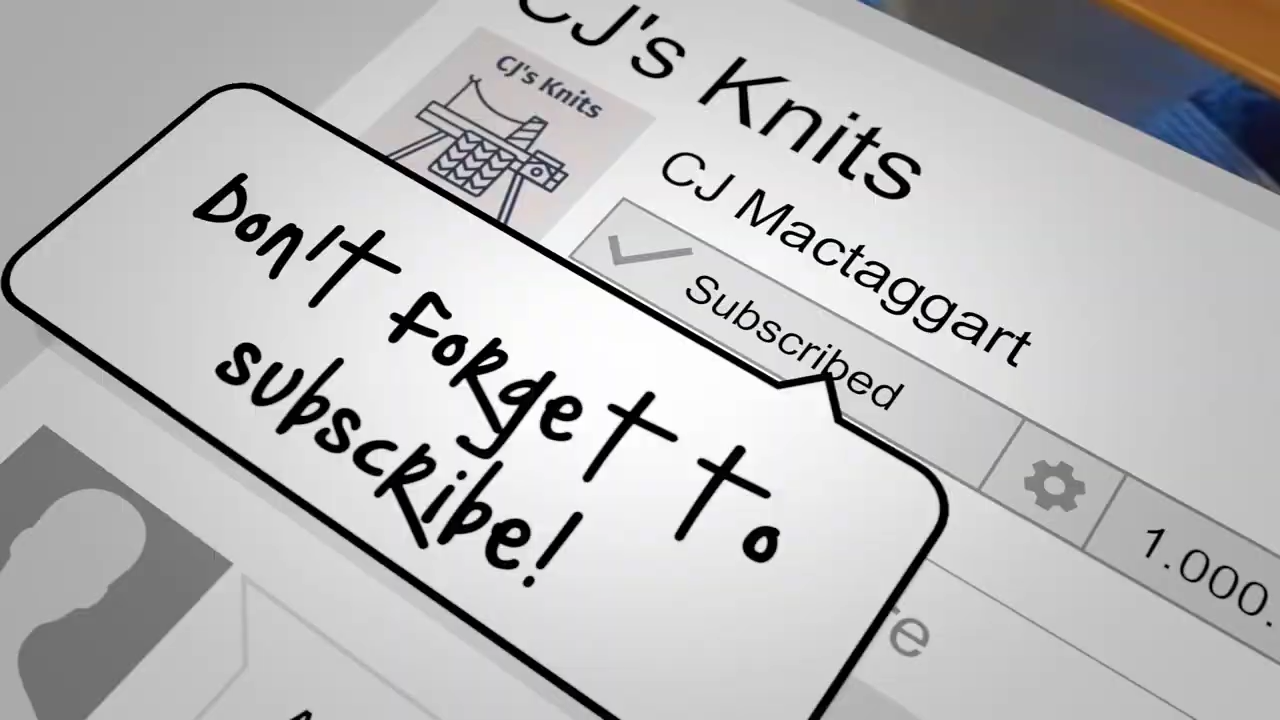 CJ's Knits
CJ's Knits
CJ Mactaggart
Subscribed
1.000.
Don't forget to
subscribe!